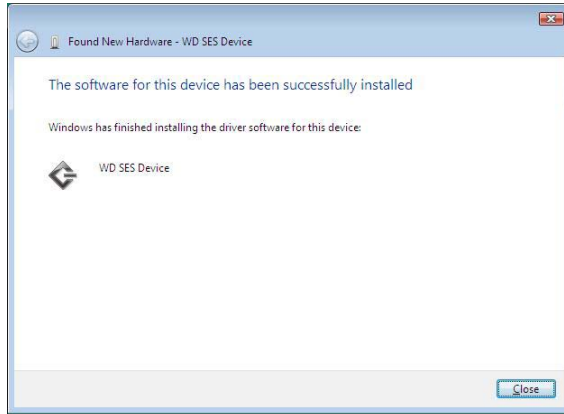 Found New Hardware - WD SES Device
The software for this device has been successfully installed
Windows has finished installing the driver software for this device:
WD SES Device
Close